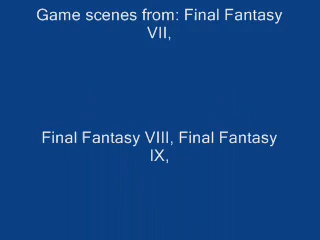 Game scenes from: Final Fantasy
VII,
Final Fantasy VIII, Final Fantasy
IX,